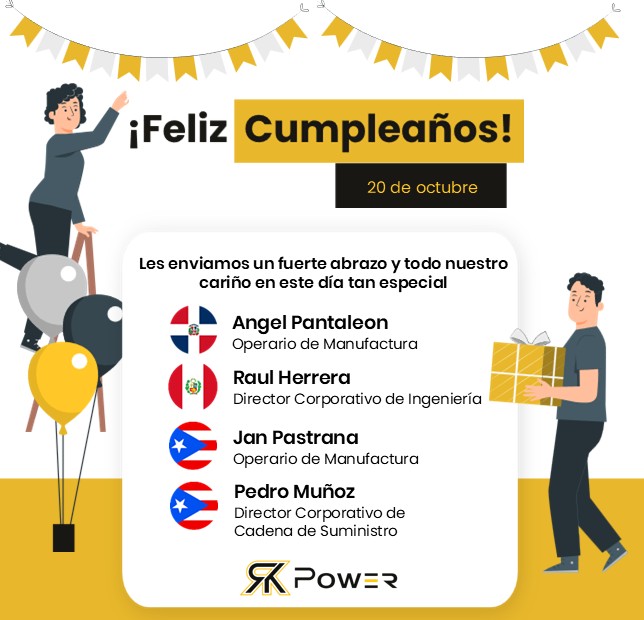 ¡Feliz Cumpleaños!
20 de octubre
Les enviamos un fuerte abrazo y todo nuestro
cariño en este día tan especial
Angel Pantaleon
Operario de Manufactura
Raul Herrera
Director Corporativo de Ingeniería
Jan Pastrana
Operario de Manufactura
Pedro Muñoz
Director Corporativo de
Cadena de Suministro
RK POWER